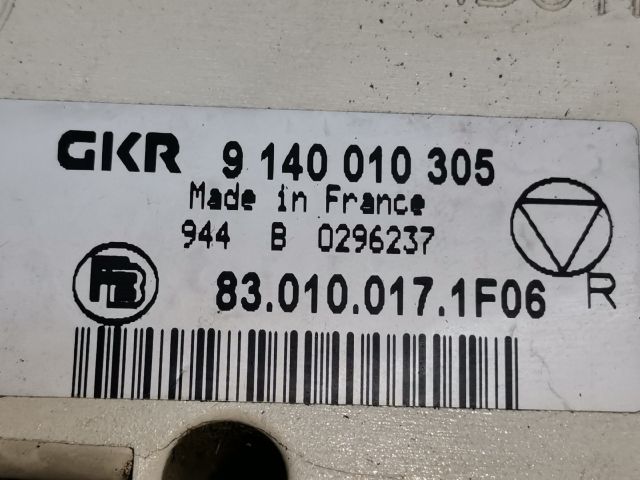 GKR 9 140 010 305
Made in France
944 B 0296237
83.010.017.1F06
R